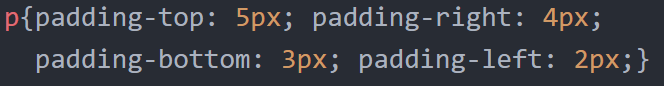 p{padding-top: 5px; padding-right: 4px;
padding-bottom: 3px; padding-left: 2px;}